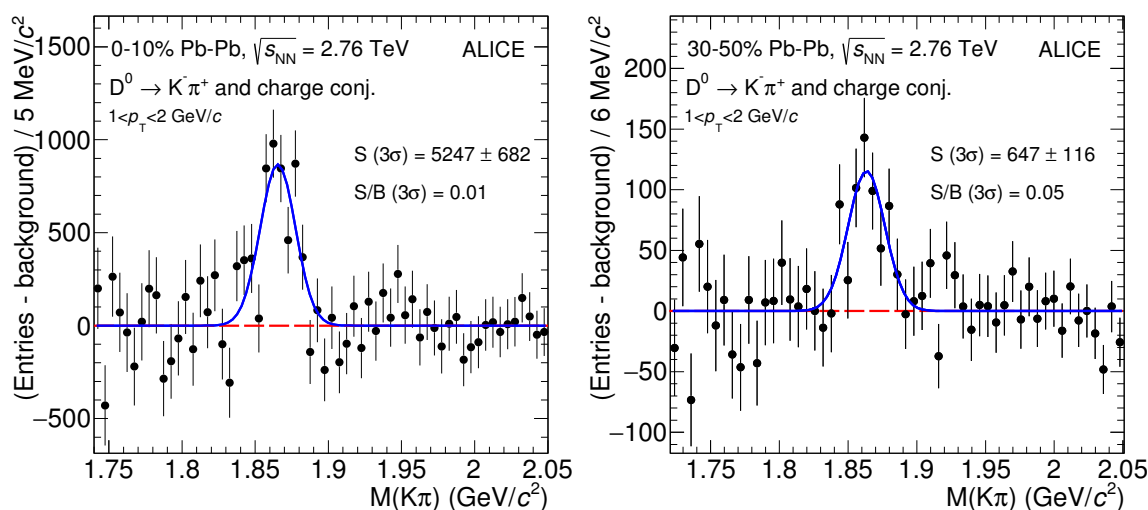 0-10% Pb-Pb, √sNN = 2.76 TeV ALICE
D⁰ → K⁻π⁺ and charge conj.
1<pT<2 GeV/c
S (3σ) = 5247 ± 682
S/B (3σ) = 0.01
(Entries - background) / 5 MeV/c²
1500
1000
500
0
−500
1.75 1.8 1.85 1.9 1.95 2 2.05
M(Kπ) (GeV/c²)
30-50% Pb-Pb, √sNN = 2.76 TeV ALICE
D⁰ → K⁻π⁺ and charge conj.
1<pT<2 GeV/c
S (3σ) = 647 ± 116
S/B (3σ) = 0.05
(Entries - background) / 6 MeV/c²
200
150
100
50
0
−50
−100
1.75 1.8 1.85 1.9 1.95 2 2.05
M(Kπ) (GeV/c²)